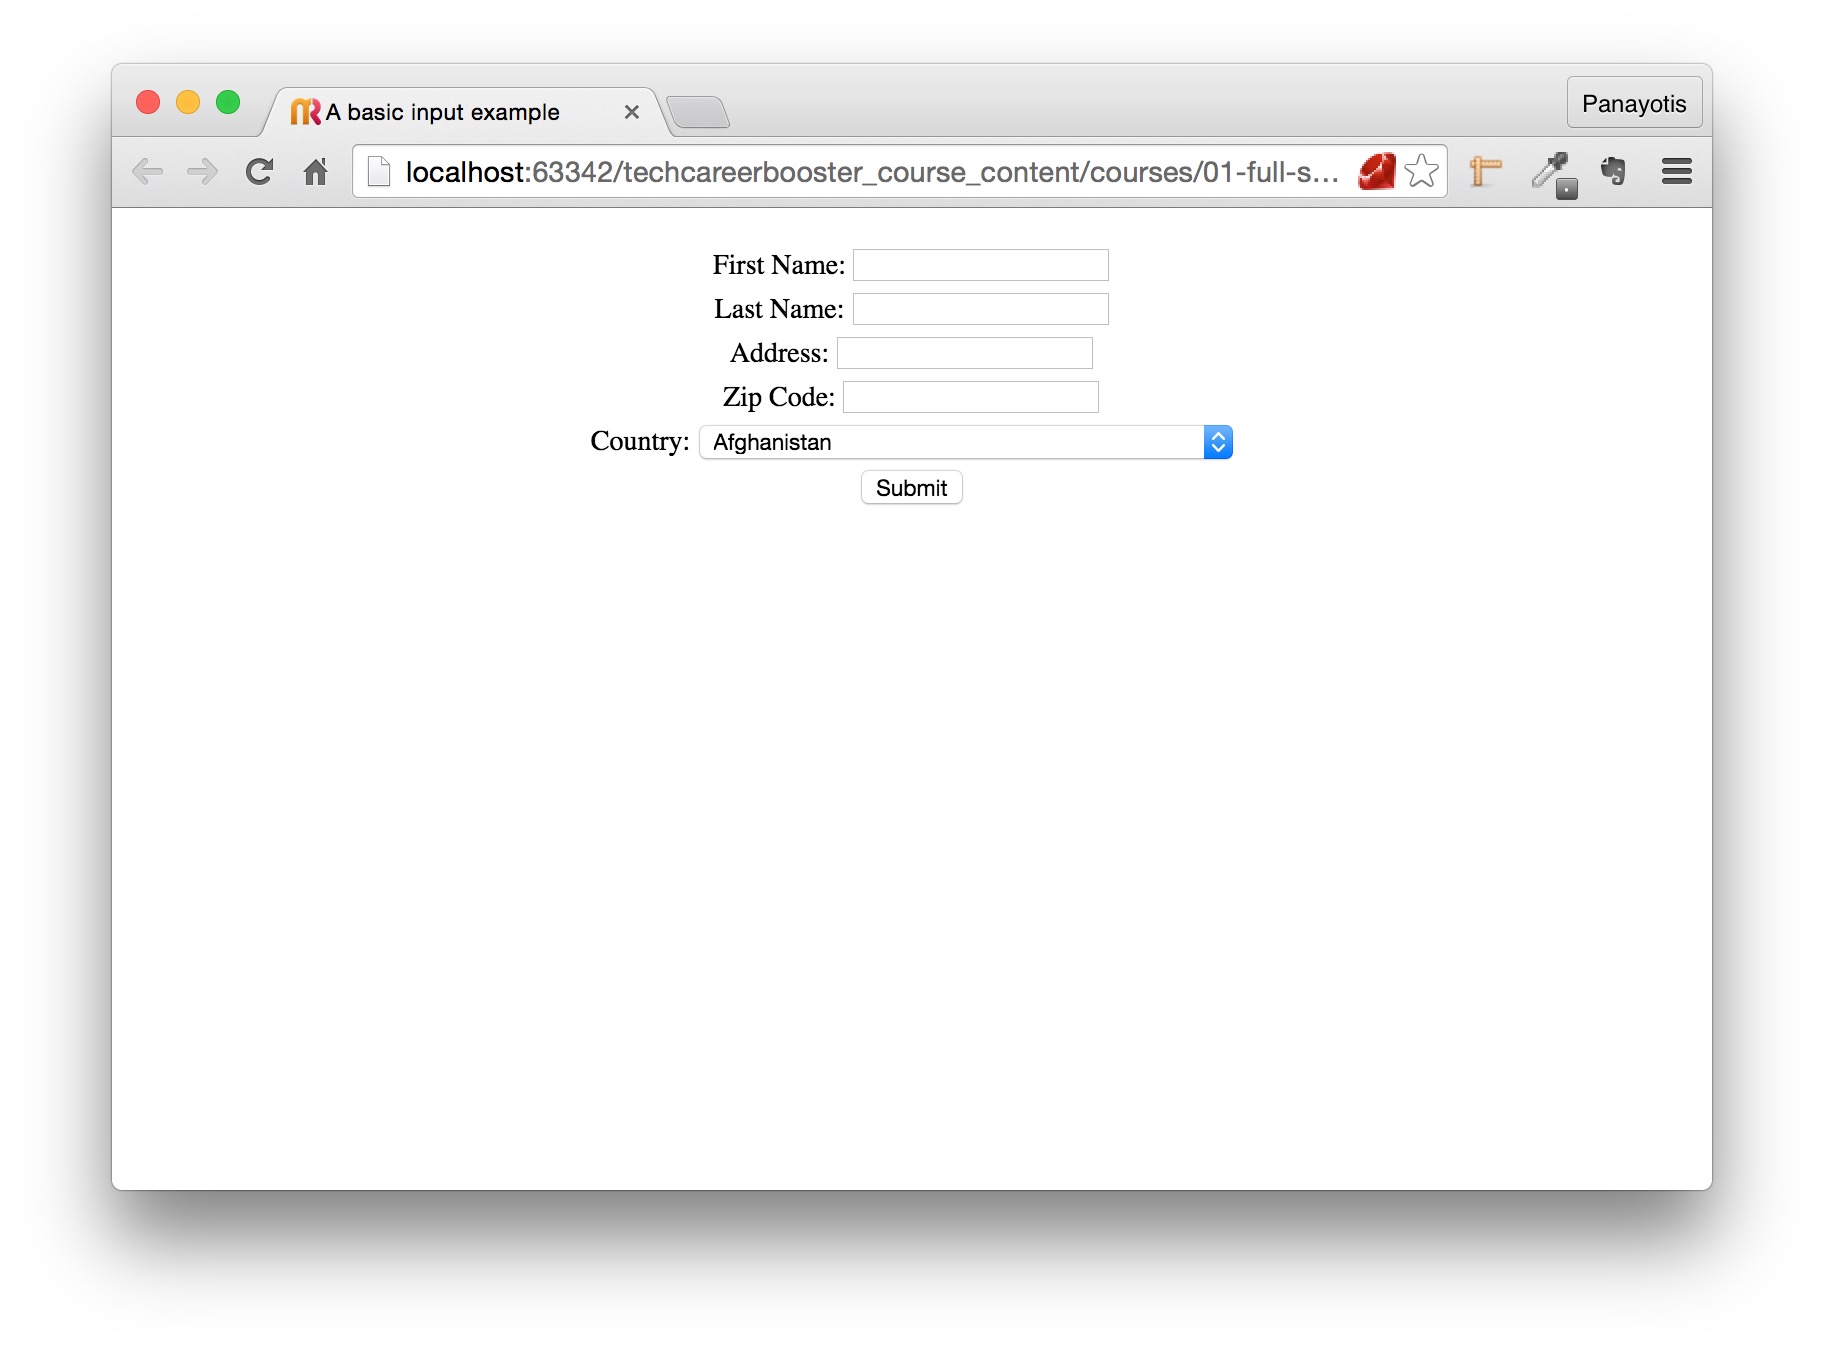 A basic input example
Panayotis
localhost:63342/techcareerbooster_course_content/courses/01-full-s...
First Name:
Last Name:
Address:
Zip Code:
Country: Afghanistan
Submit